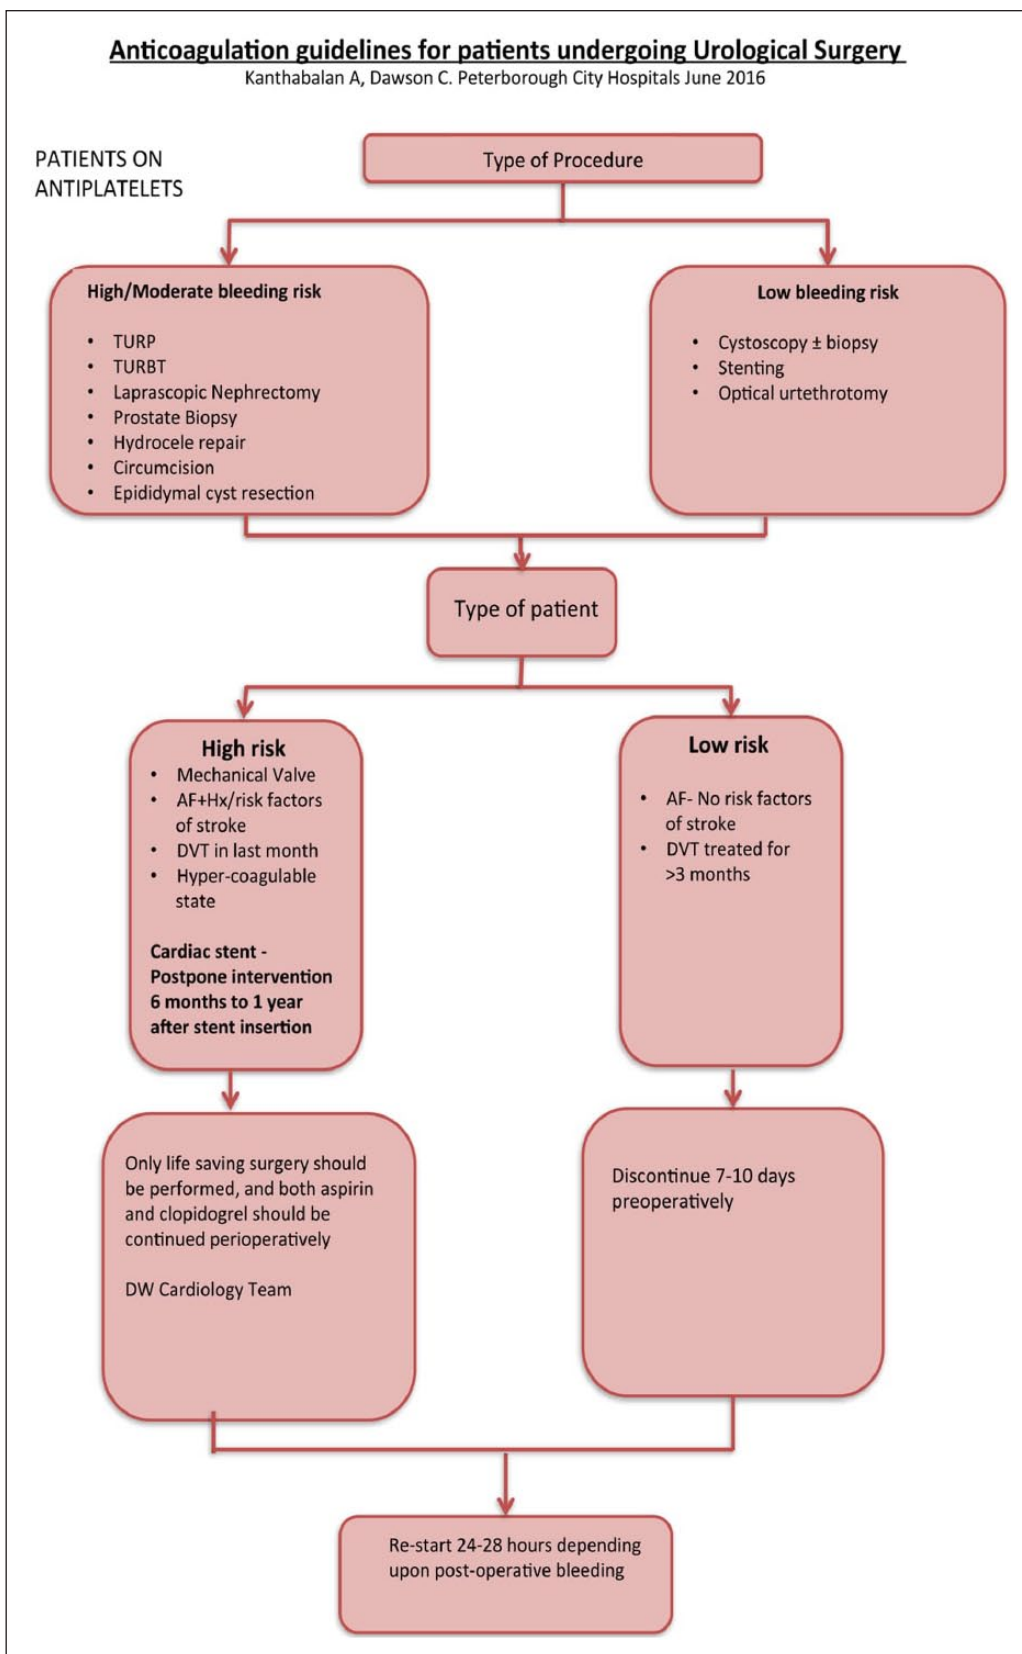 Anticoagulation guidelines for patients undergoing Urological Surgery
Kanthabalan A, Dawson C. Peterborough City Hospitals June 2016
PATIENTS ON
ANTIPLATELETS
Type of Procedure
High/Moderate bleeding risk
• TURP
• TURBT
• Laprascopic Nephrectomy
• Prostate Biopsy
• Hydrocele repair
• Circumcision
• Epididymal cyst resection
Low bleeding risk
• Cystoscopy ± biopsy
• Stenting
• Optical urtethrotomy
Type of patient
High risk
• Mechanical Valve
• AF+Hx/risk factors
of stroke
• DVT in last month
• Hyper-coagulable
state
Cardiac stent -
Postpone intervention
6 months to 1 year
after stent insertion
Low risk
• AF- No risk factors
of stroke
• DVT treated for
>3 months
Only life saving surgery should
be performed, and both aspirin
and clopidogrel should be
continued perioperatively
DW Cardiology Team
Discontinue 7-10 days
preoperatively
Re-start 24-28 hours depending
upon post-operative bleeding